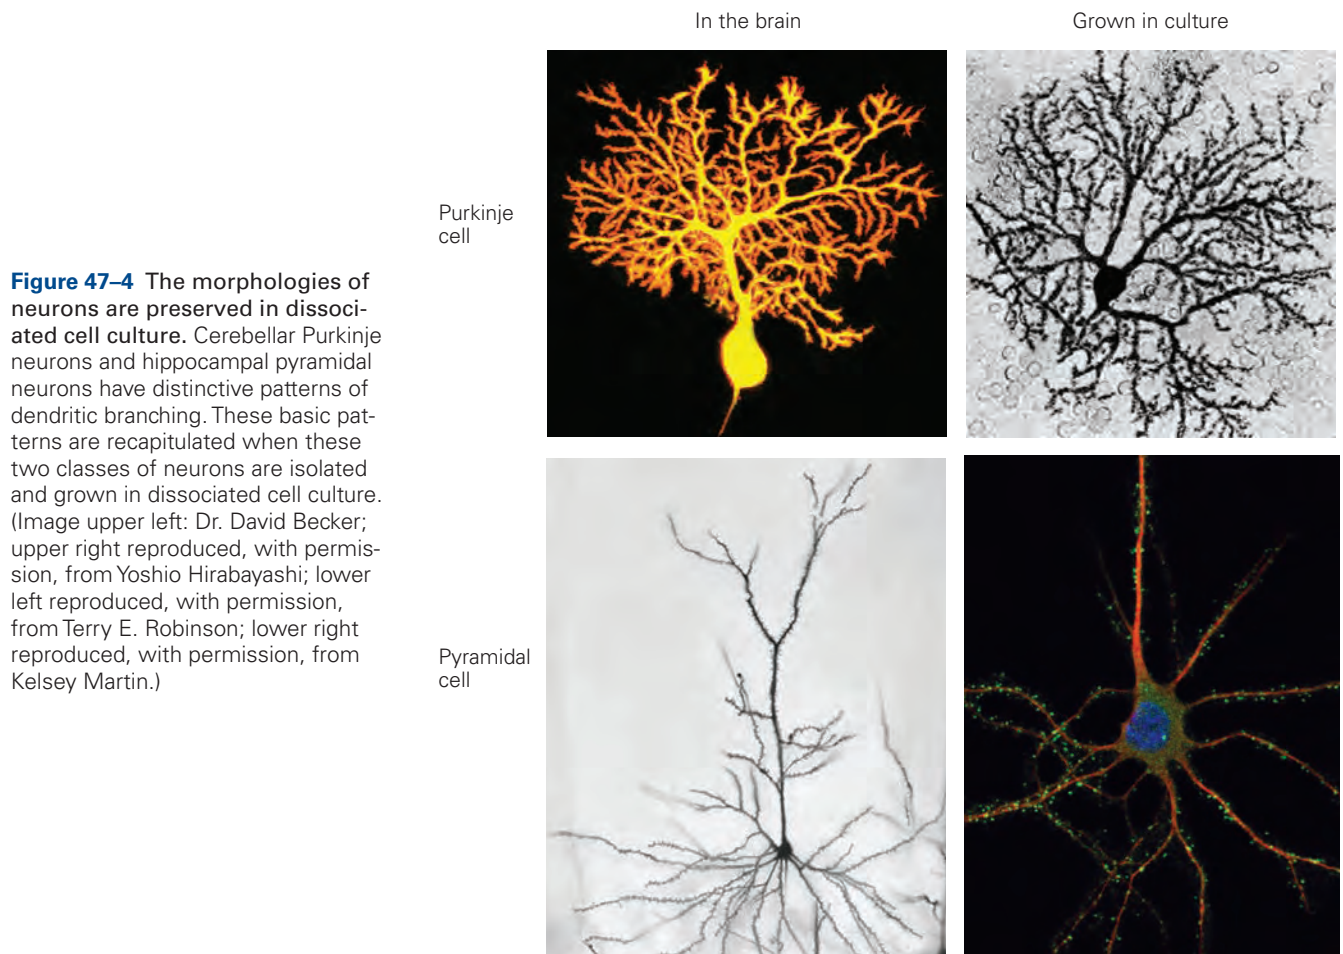 In the brain
Grown in culture
Purkinje
cell
Figure 47–4 The morphologies of
neurons are preserved in dissoci-
ated cell culture. Cerebellar Purkinje
neurons and hippocampal pyramidal
neurons have distinctive patterns of
dendritic branching. These basic pat-
terns are recapitulated when these
two classes of neurons are isolated
and grown in dissociated cell culture.
(Image upper left: Dr. David Becker;
upper right reproduced, with permis-
sion, from Yoshio Hirabayashi; lower
left reproduced, with permission,
from Terry E. Robinson; lower right
reproduced, with permission, from
Kelsey Martin.)
Pyramidal
cell